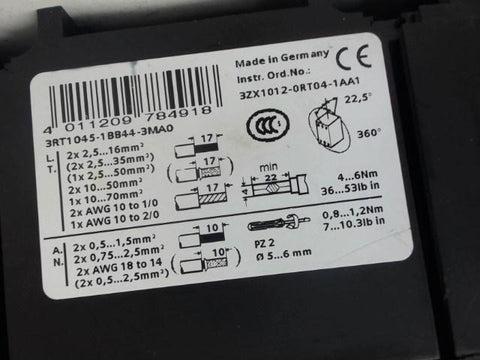 Made in Germany
Instr. Ord.No.:
3ZX1012-0RT04-1AA1
CE
4 011209 784918
3RT1045-1BB44-3MA0
CCC
22,5°
360°
L.
T.
2x 2,5...16mm²
(2x 2,5...35mm²)
(1x 2,5...50mm²)
2x 10...50mm²
1x 10...70mm²
2x AWG 10 to 1/0
1x AWG 10 to 2/0
17
17
17
min
22
4
4...6Nm
36...53lb in
A.
N.
2x 0,5...1,5mm²
2x 0,75...2,5mm²
2x AWG 18 to 14
(2x 0,5...2,5mm²)
10
10
PZ 2
Ø 5...6 mm
0,8...1,2Nm
7...10.3lb in